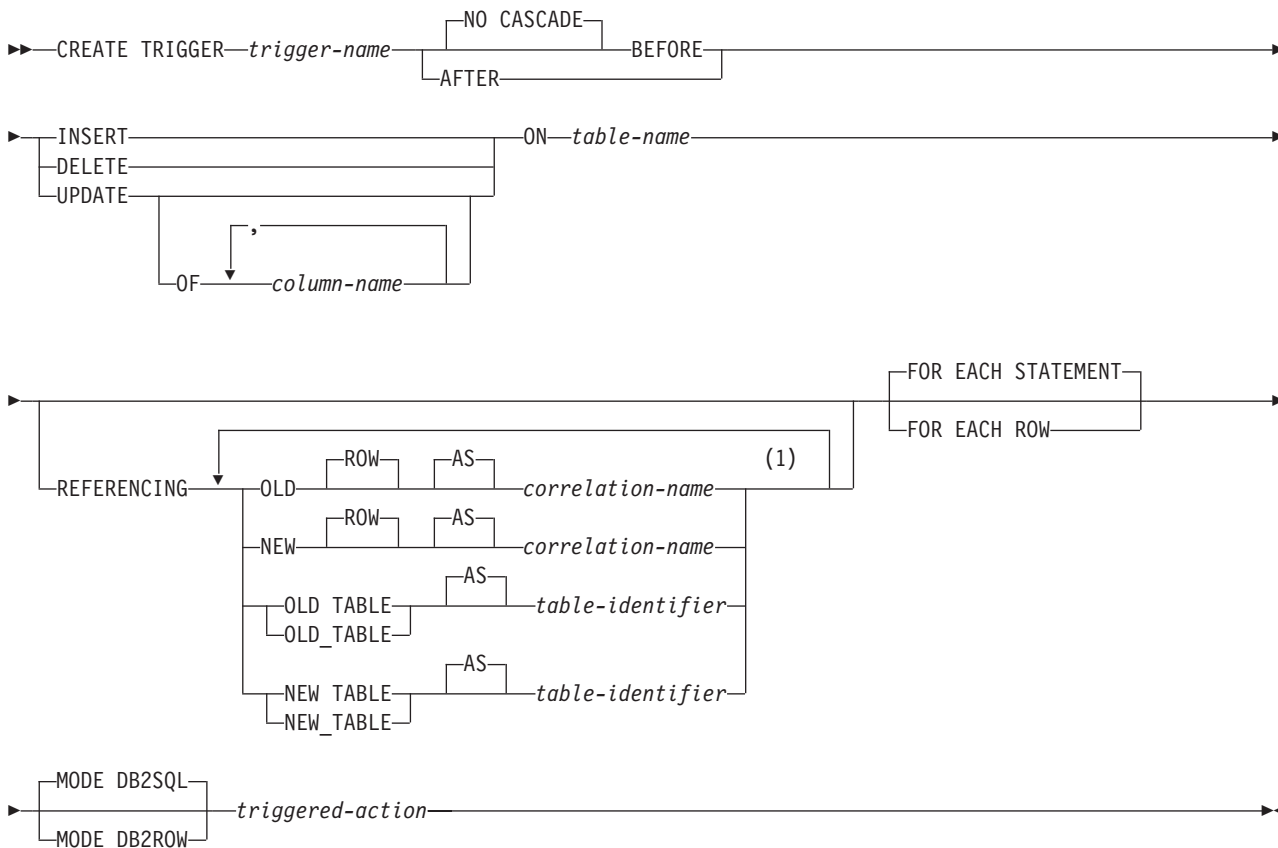 NO CASCADE
CREATE TRIGGER trigger-name BEFORE
AFTER
INSERT ON table-name
DELETE
UPDATE
,
OF column-name
FOR EACH STATEMENT
FOR EACH ROW
ROW AS (1)
REFERENCING OLD correlation-name
ROW AS
NEW correlation-name
AS
OLD TABLE table-identifier
OLD_TABLE
AS
NEW TABLE table-identifier
NEW_TABLE
MODE DB2SQL
triggered-action
MODE DB2ROW